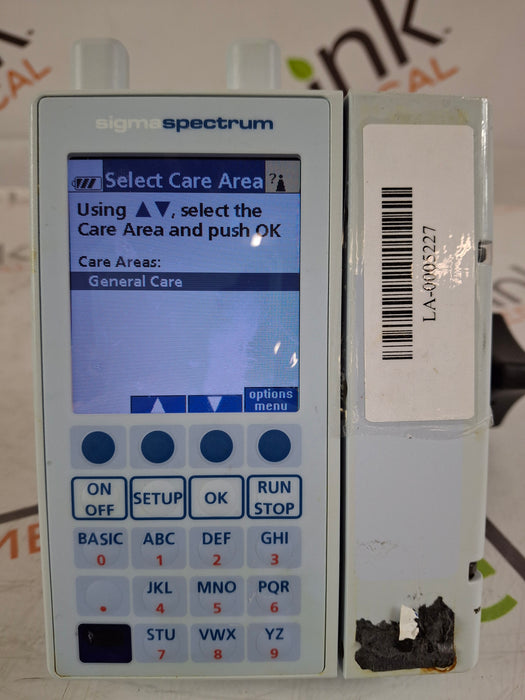 ink
MEDICAL
sigmaspectrum
Select Care Area ?
Using ▲▼, select the
Care Area and push OK
Care Areas:
General Care
options
menu
LA-0005227
ON
OFF
SETUP
OK
RUN
STOP
BASIC
0
ABC
1
DEF
2
GHI
3
.
JKL
4
MNO
5
PQR
6
STU
7
VWX
8
YZ
9